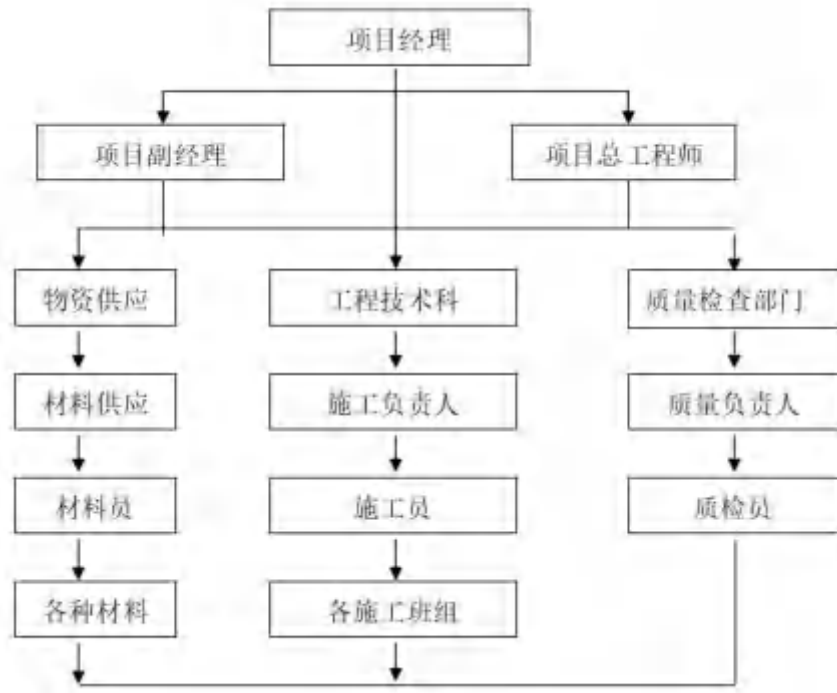 项目经理
项目副经理
项目总工程师
物资供应
工程技术科
质量检查部门
材料供应
施工负责人
质量负责人
材料员
施工员
质检员
各种材料
各施工班组